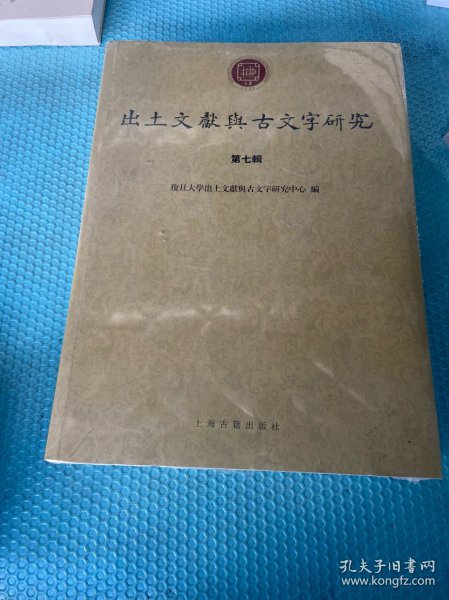 出土文獻與古文字研究
第七輯
復旦大學出土文獻與古文字研究中心 編
上海古籍出版社
孔夫子旧书网
www.kongfz.com